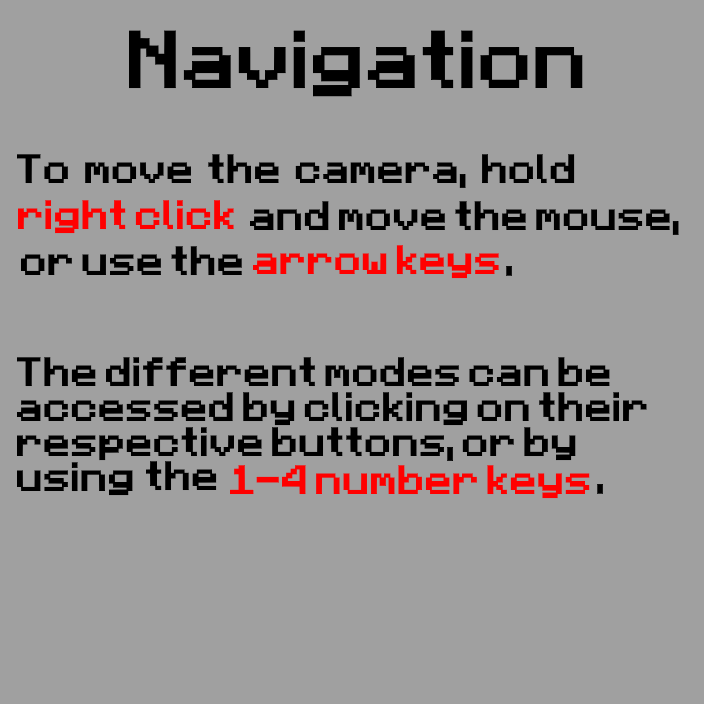 Navigation
To move the camera, hold
right click and move the mouse,
or use the arrow keys.
The different modes can be
accessed by clicking on their
respective buttons, or by
using the 1-4 number keys.